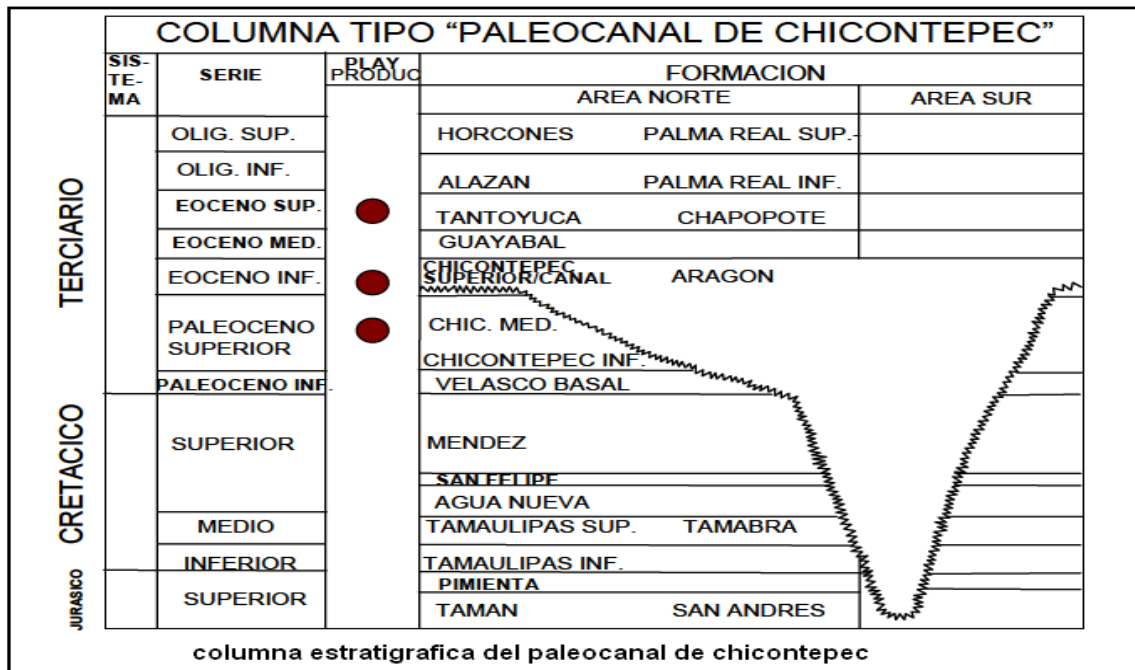 COLUMNA TIPO “PALEOCANAL DE CHICONTEPEC”
SIS-
TE-
MA
SERIE
PLAY
PRODUC
FORMACION
AREA NORTE
AREA SUR
TERCIARIO
OLIG. SUP.
HORCONES PALMA REAL SUP.-
OLIG. INF.
ALAZAN PALMA REAL INF.
EOCENO SUP.
TANTOYUCA CHAPOPOTE
EOCENO MED.
GUAYABAL
EOCENO INF.
CHICONTEPEC
SUPERIOR/CANAL
ARAGON
PALEOCENO
SUPERIOR
CHIC. MED.
CHICONTEPEC INF.
PALEOCENO INF.
VELASCO BASAL
CRETACICO
SUPERIOR
MENDEZ
SAN FELIPE
AGUA NUEVA
MEDIO
TAMAULIPAS SUP. TAMABRA
INFERIOR
TAMAULIPAS INF.
JURASICO
SUPERIOR
PIMIENTA
TAMAN SAN ANDRES
columna estratigrafica del paleocanal de chicontepec